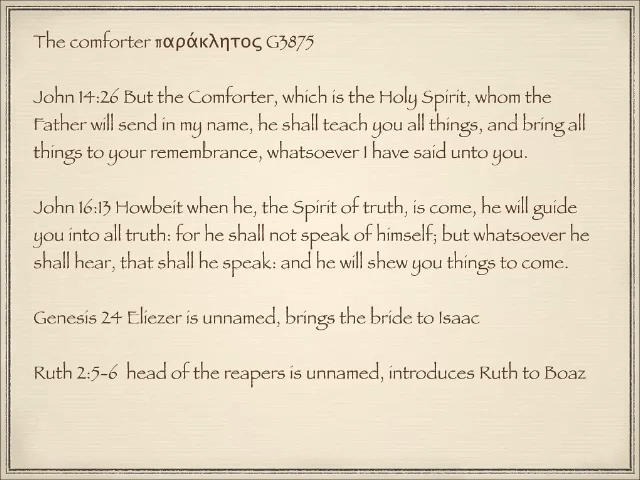 The comforter παράκλητος G3875
John 14:26 But the Comforter, which is the Holy Spirit, whom the
Father will send in my name, he shall teach you all things, and bring all
things to your remembrance, whatsoever I have said unto you.
John 16:13 Howbeit when he, the Spirit of truth, is come, he will guide
you into all truth: for he shall not speak of himself; but whatsoever he
shall hear, that shall he speak: and he will shew you things to come.
Genesis 24 Eliezer is unnamed, brings the bride to Isaac
Ruth 2:5-6 head of the reapers is unnamed, introduces Ruth to Boaz